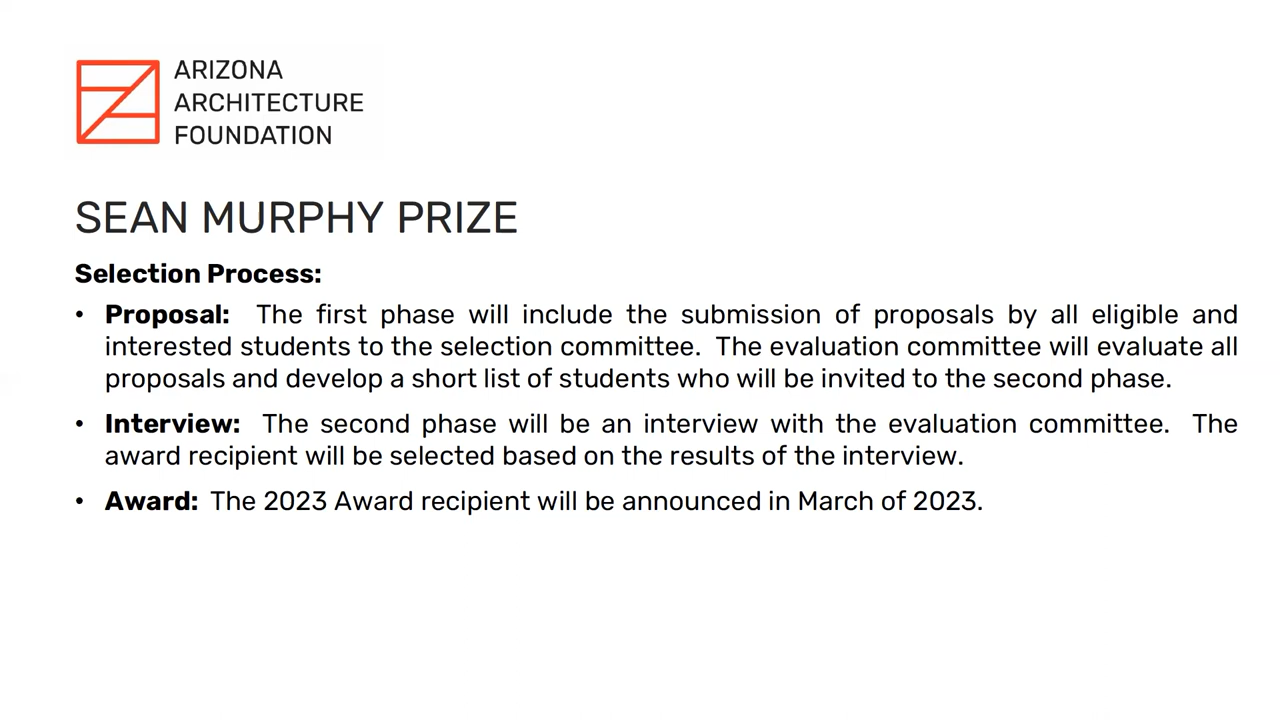 ARIZONA
ARCHITECTURE
FOUNDATION
SEAN MURPHY PRIZE
Selection Process:
• Proposal: The first phase will include the submission of proposals by all eligible and
interested students to the selection committee. The evaluation committee will evaluate all
proposals and develop a short list of students who will be invited to the second phase.
• Interview: The second phase will be an interview with the evaluation committee. The
award recipient will be selected based on the results of the interview.
• Award: The 2023 Award recipient will be announced in March of 2023.